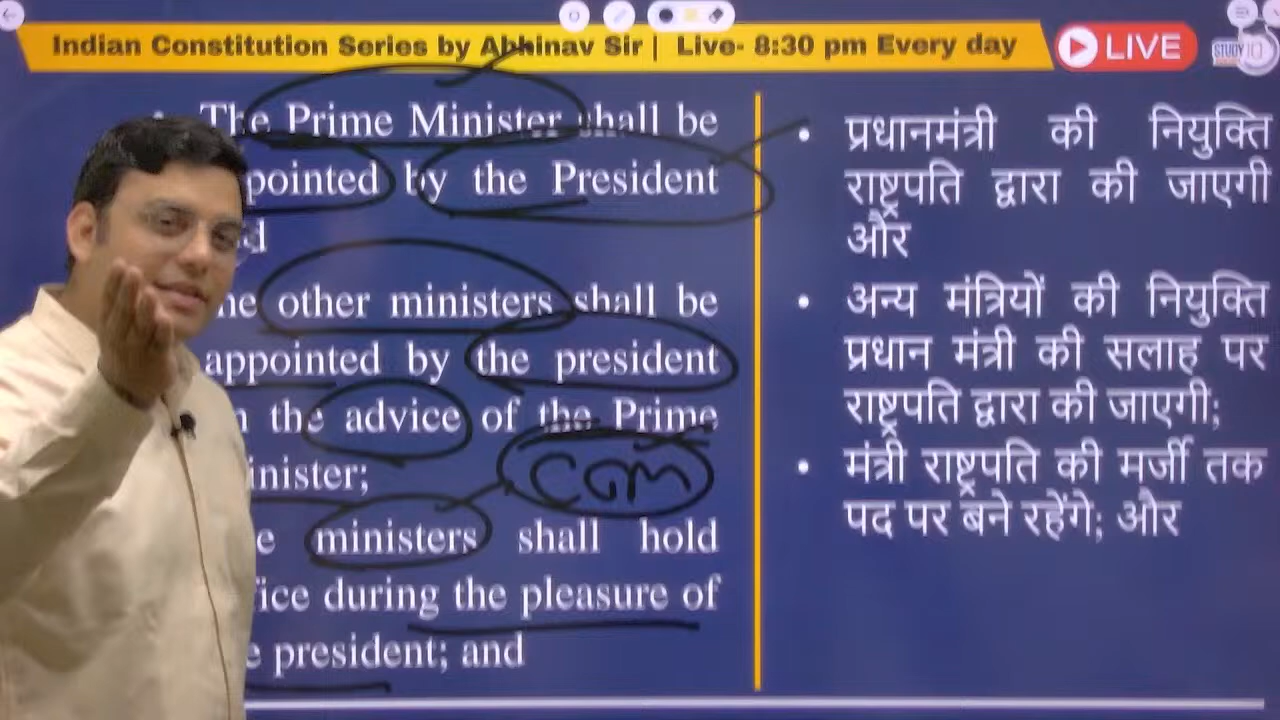 Indian Constitution Series by Abhinav Sir | Live- 8:30 pm Every day
LIVE
STUDY
The Prime Minister shall be
pointed by the President
d
he other ministers shall be
appointed by the president
n the advice of the Prime
inister;
CoM
e ministers shall hold
ice during the pleasure of
e president; and
प्रधानमंत्री की नियुक्ति
राष्ट्रपति द्वारा की जाएगी
और
अन्य मंत्रियों की नियुक्ति
प्रधान मंत्री की सलाह पर
राष्ट्रपति द्वारा की जाएगी;
मंत्री राष्ट्रपति की मर्जी तक
पद पर बने रहेंगे; और